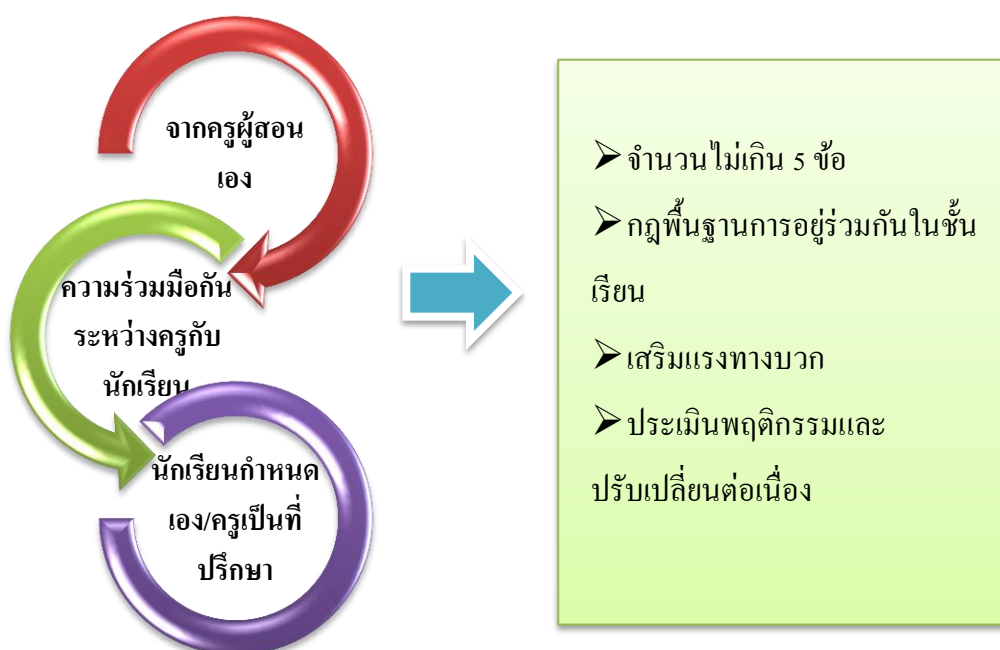 จากครูผู้สอน
เอง
ความร่วมมือกัน
ระหว่างครูกับ
นักเรียน
นักเรียนกำหนด
เอง/ครูเป็นที่
ปรึกษา
➢จำนวนไม่เกิน 5 ข้อ
➢กฎพื้นฐานการอยู่ร่วมกันในชั้น
เรียน
➢เสริมแรงทางบวก
➢ประเมินพฤติกรรมและ
ปรับเปลี่ยนต่อเนื่อง